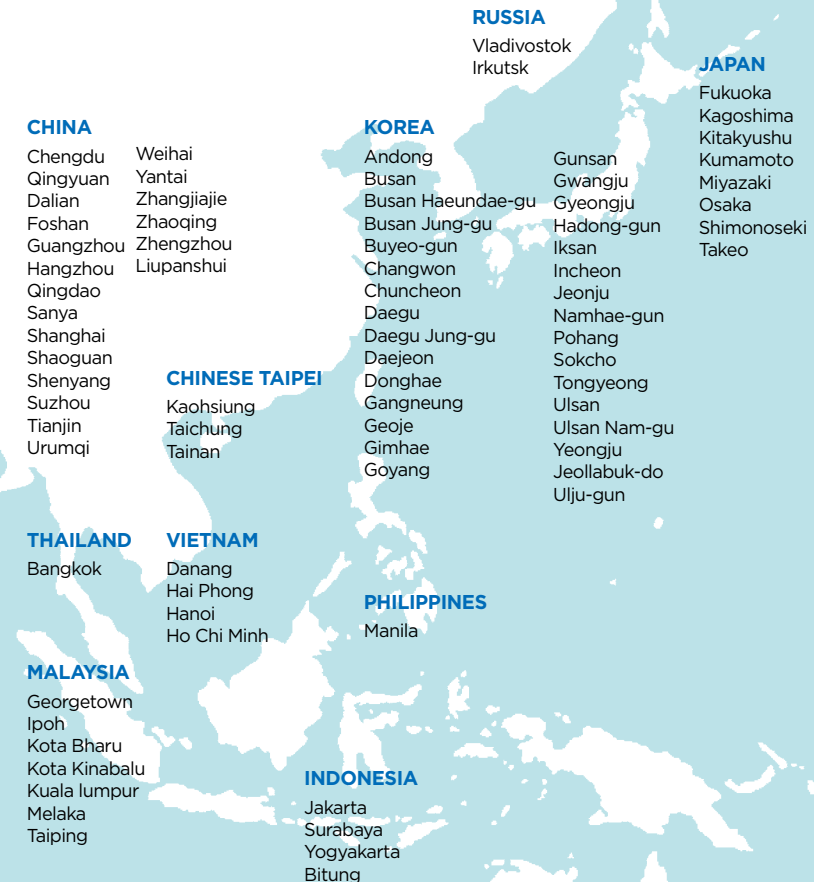 RUSSIA
Vladivostok
Irkutsk
JAPAN
Fukuoka
Kagoshima
Kitakyushu
Kumamoto
Miyazaki
Osaka
Shimonoseki
Takeo
CHINA
Chengdu
Qingyuan
Dalian
Foshan
Guangzhou
Hangzhou
Qingdao
Sanya
Shanghai
Shaoguan
Shenyang
Suzhou
Tianjin
Urumqi
Weihai
Yantai
Zhangjiajie
Zhaoqing
Zhengzhou
Liupanshui
KOREA
Andong
Busan
Busan Haeundae-gu
Busan Jung-gu
Buyeo-gun
Changwon
Chuncheon
Daegu
Daegu Jung-gu
Daejeon
Donghae
Gangneung
Geoje
Gimhae
Goyang
Gunsan
Gwangju
Gyeongju
Hadong-gun
Iksan
Incheon
Jeonju
Namhae-gun
Pohang
Sokcho
Tongyeong
Ulsan
Ulsan Nam-gu
Yeongju
Jeollabuk-do
Ulju-gun
CHINESE TAIPEI
Kaohsiung
Taichung
Tainan
THAILAND
Bangkok
VIETNAM
Danang
Hai Phong
Hanoi
Ho Chi Minh
PHILIPPINES
Manila
MALAYSIA
Georgetown
Ipoh
Kota Bharu
Kota Kinabalu
Kuala lumpur
Melaka
Taiping
INDONESIA
Jakarta
Surabaya
Yogyakarta
Bitung